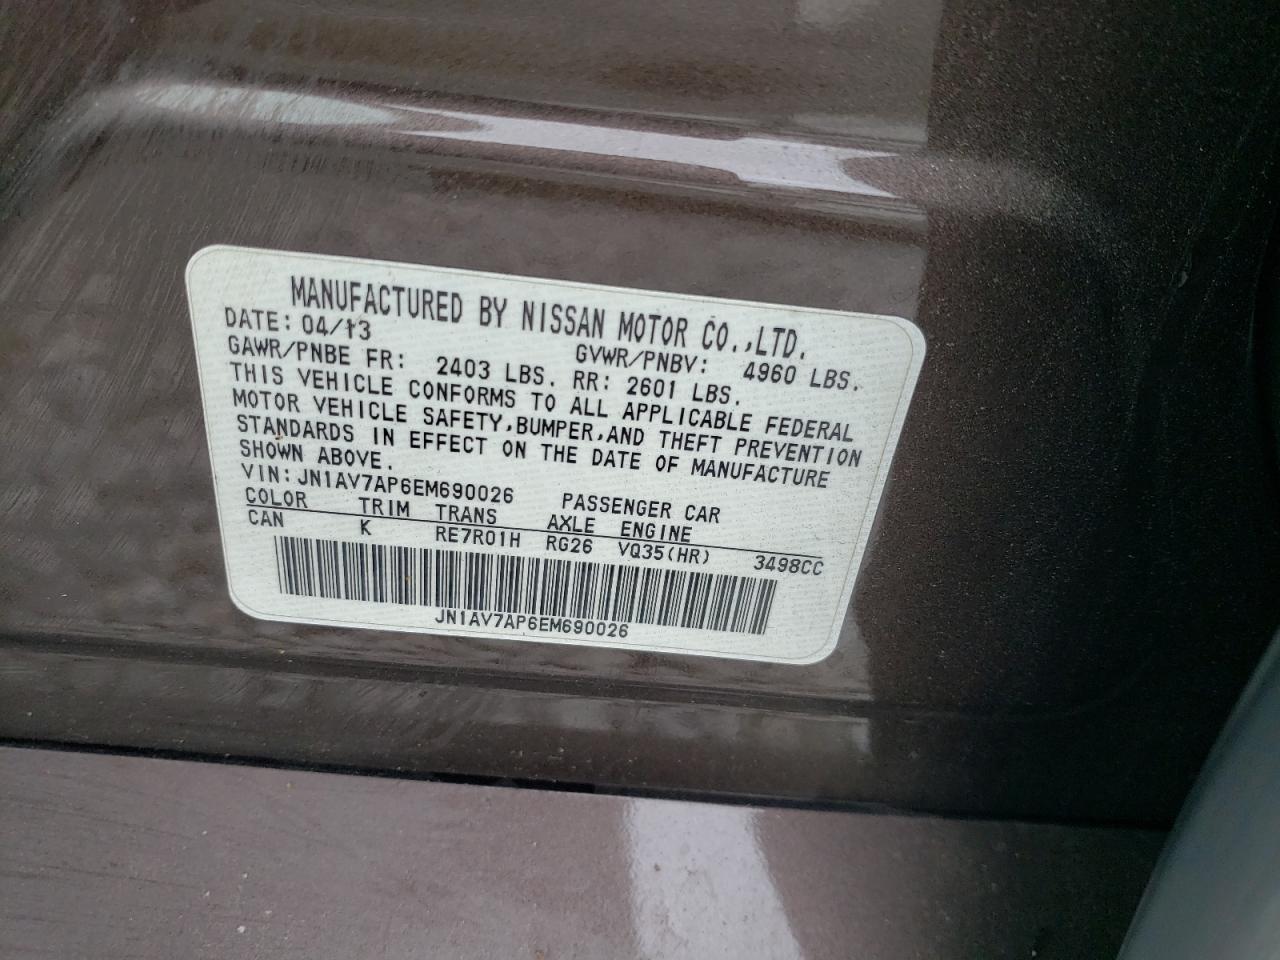 MANUFACTURED BY NISSAN MOTOR CO.,LTD.
DATE: 04/13
GVWR/PNBV: 4960 LBS.
GAWR/PNBE FR: 2403 LBS. RR: 2601 LBS.
THIS VEHICLE CONFORMS TO ALL APPLICABLE FEDERAL
MOTOR VEHICLE SAFETY,BUMPER,AND THEFT PREVENTION
STANDARDS IN EFFECT ON THE DATE OF MANUFACTURE
SHOWN ABOVE.
VIN:JN1AV7AP6EM690026 PASSENGER CAR
COLOR TRIM TRANS AXLE ENGINE
CAN K RE7R01H RG26 VQ35(HR) 3498CC
JN1AV7AP6EM690026